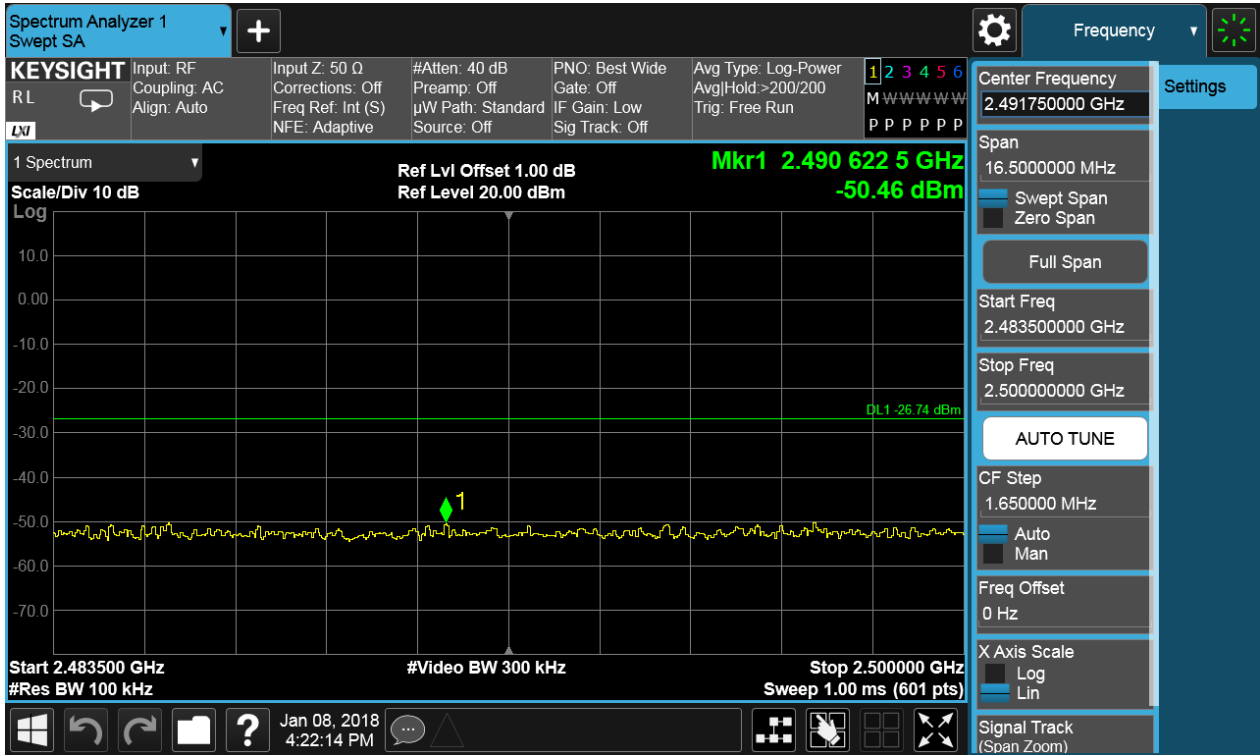 Spectrum Analyzer 1
Swept SA
+
Frequency
KEYSIGHT
RL
LXI
Input: RF
Coupling: AC
Align: Auto
Input Z: 50 Ω
Corrections: Off
Freq Ref: Int (S)
NFE: Adaptive
#Atten: 40 dB
Preamp: Off
µW Path: Standard
Source: Off
PNO: Best Wide
Gate: Off
IF Gain: Low
Sig Track: Off
Avg Type: Log-Power
Avg|Hold:>200/200
Trig: Free Run
1 2 3 4 5 6
M W W W W W
P P P P P P
1 Spectrum
Scale/Div 10 dB
Log
Ref Lvl Offset 1.00 dB
Ref Level 20.00 dBm
Mkr1 2.490 622 5 GHz
-50.46 dBm
10.0
0.00
-10.0
-20.0
DL1 -26.74 dBm
-30.0
-40.0
1
-50.0
-60.0
-70.0
Start 2.483500 GHz
#Video BW 300 kHz
Stop 2.500000 GHz
#Res BW 100 kHz
Sweep 1.00 ms (601 pts)
Center Frequency
2.491750000 GHz
Settings
Span
16.5000000 MHz
Swept Span
Zero Span
Full Span
Start Freq
2.483500000 GHz
Stop Freq
2.500000000 GHz
AUTO TUNE
CF Step
1.650000 MHz
Auto
Man
Freq Offset
0 Hz
X Axis Scale
Log
Lin
Signal Track
(Span Zoom)
?
Jan 08, 2018
4:22:14 PM